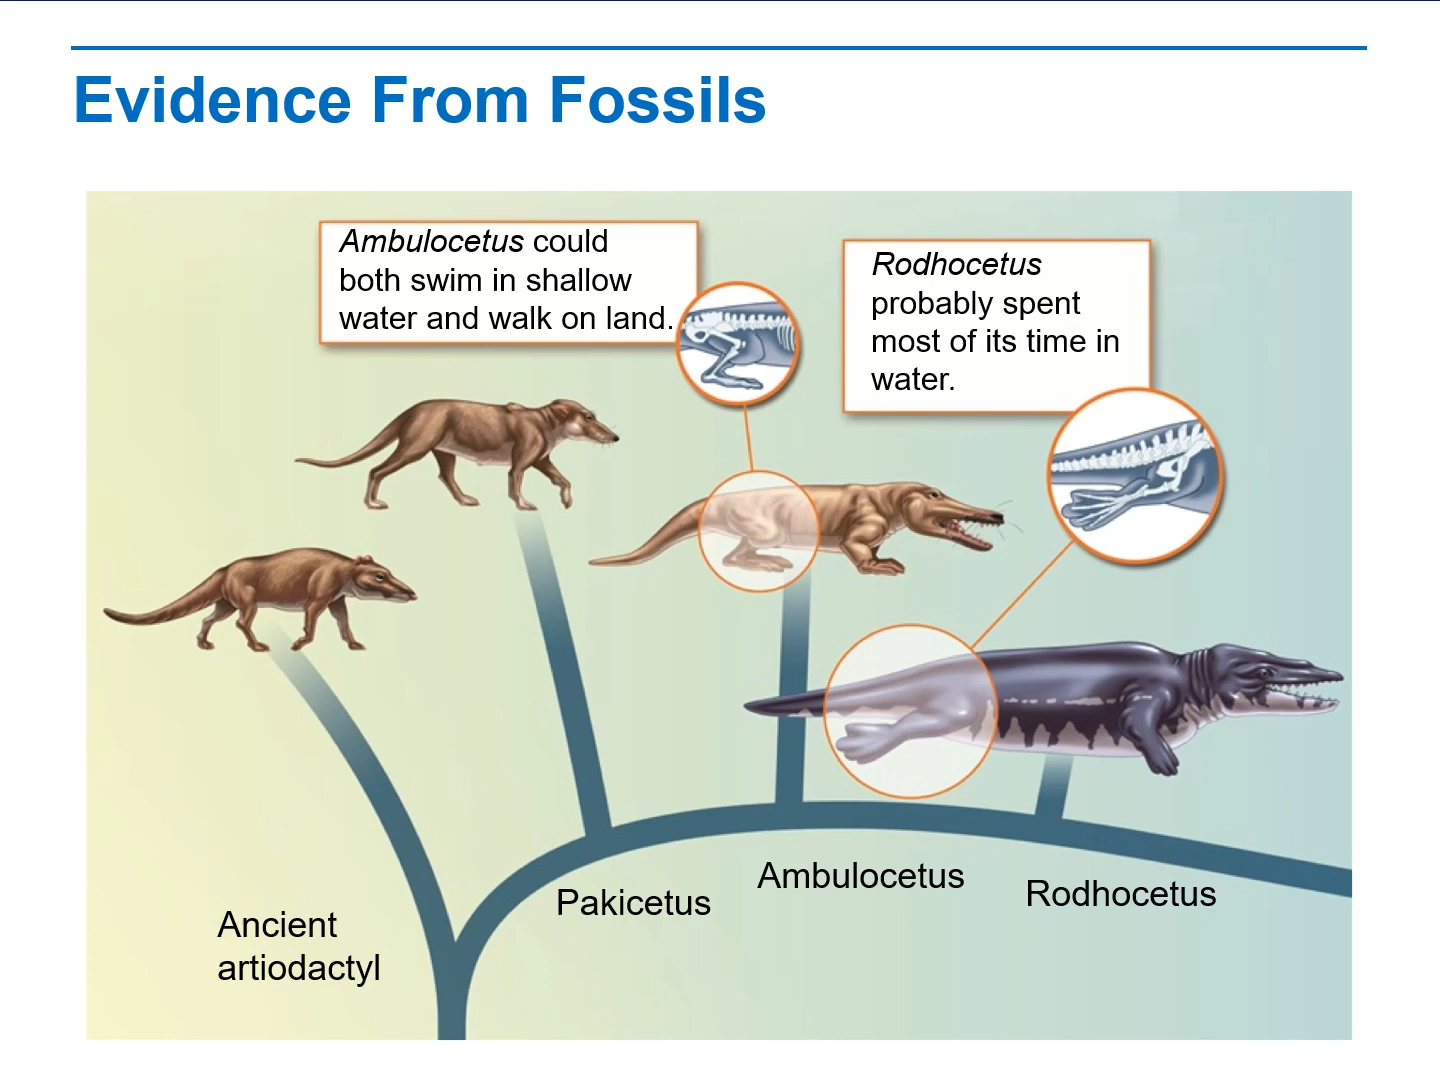 Evidence From Fossils
Ambulocetus could
both swim in shallow
water and walk on land.
Rodhocetus
probably spent
most of its time in
water.
Ancient
artiodactyl
Pakicetus
Ambulocetus
Rodhocetus